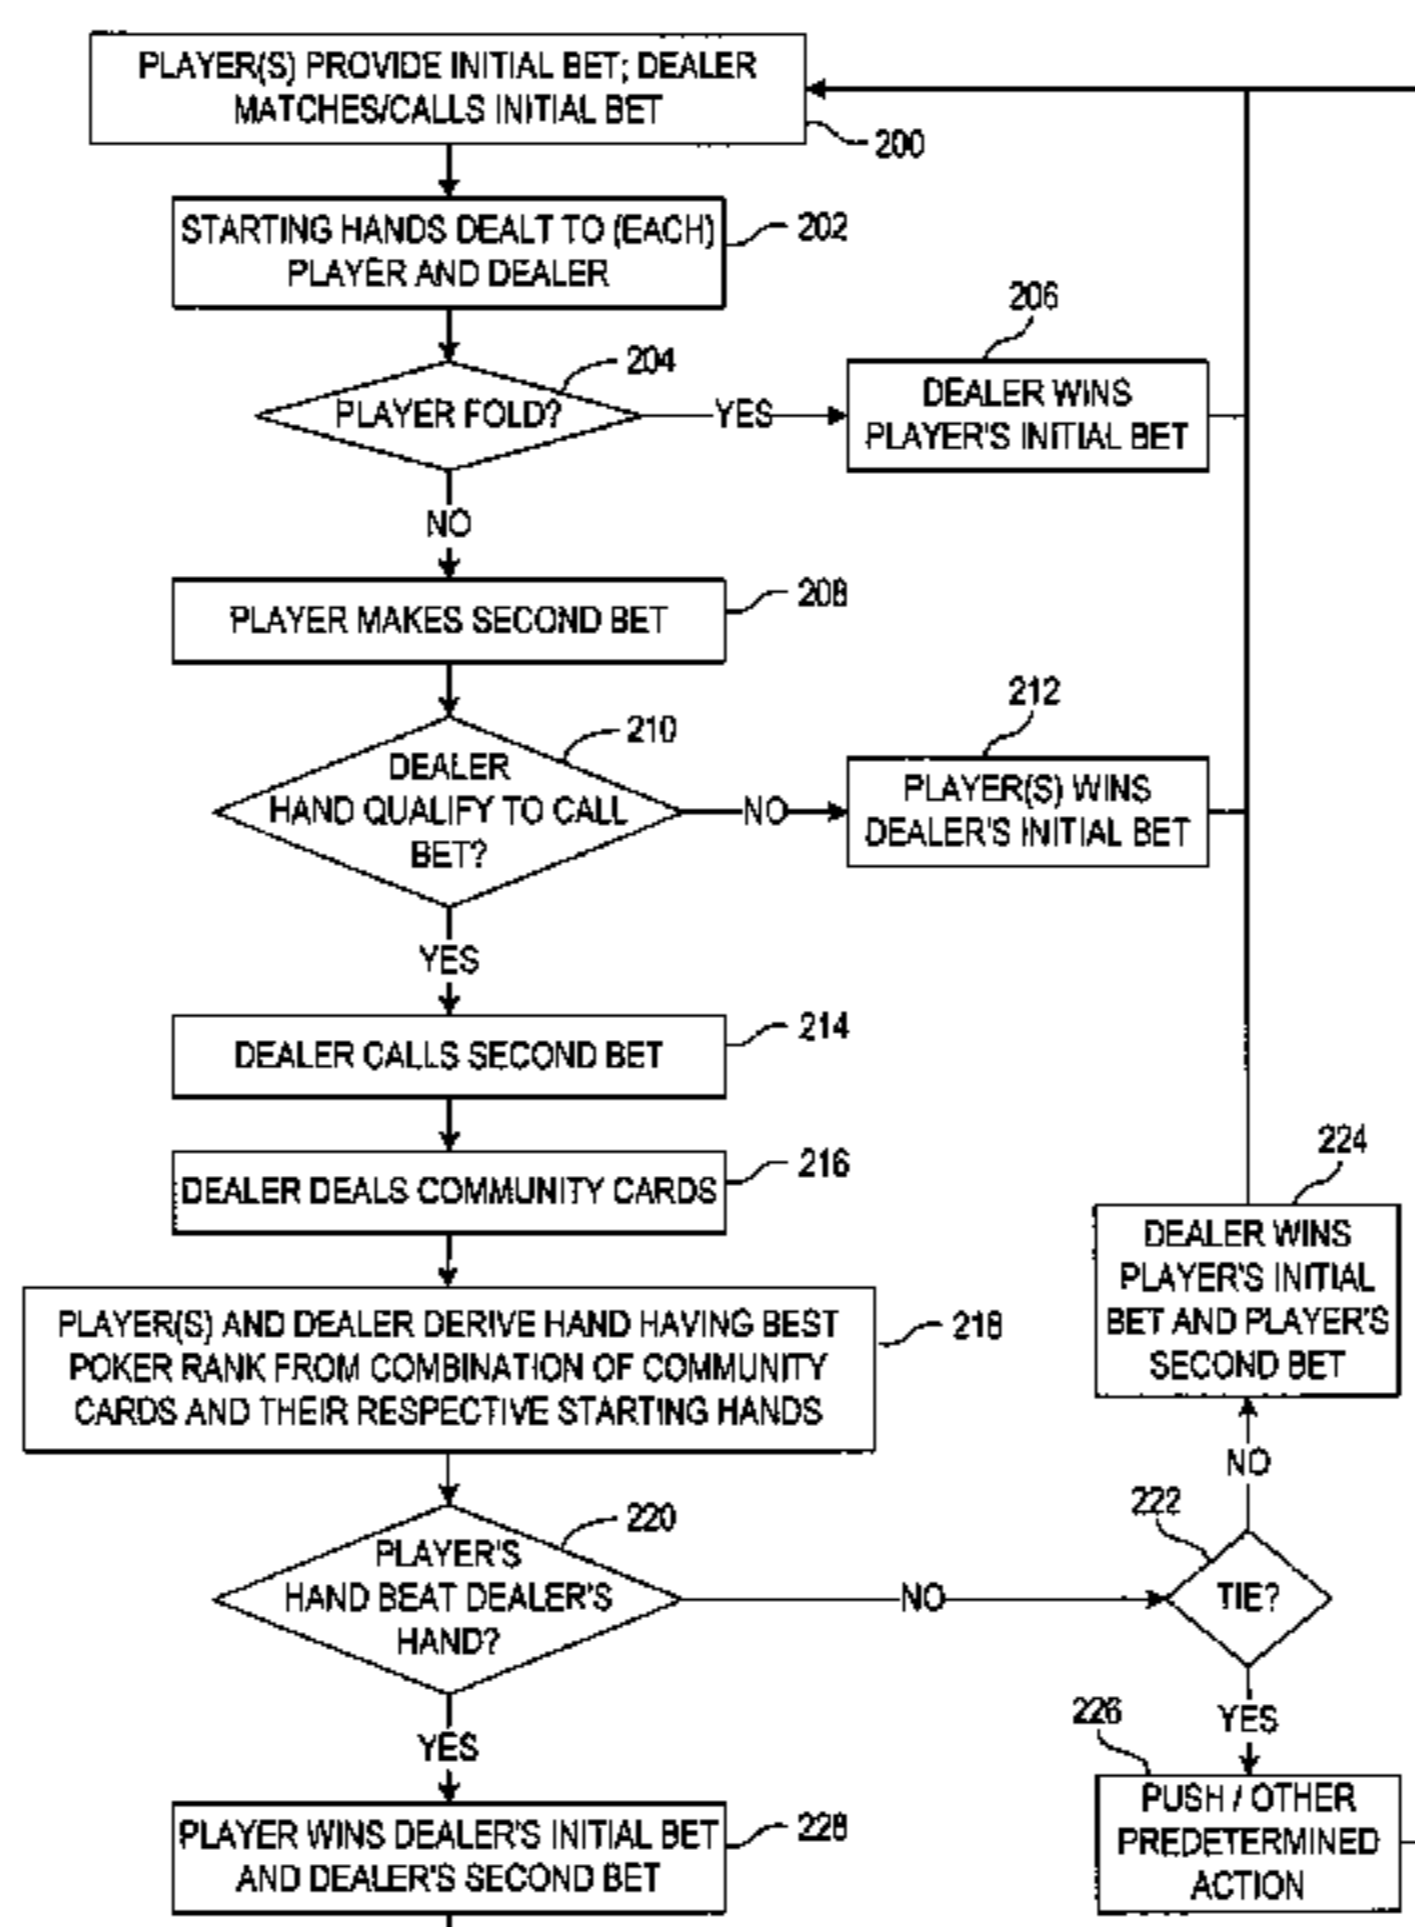 PLAYER(S) PROVIDE INITIAL BET; DEALER
MATCHES/CALLS INITIAL BET
200
STARTING HANDS DEALT TO (EACH)
PLAYER AND DEALER
202
204
PLAYER FOLD?
YES
206
DEALER WINS
PLAYER'S INITIAL BET
NO
PLAYER MAKES SECOND BET
208
210
DEALER
HAND QUALIFY TO CALL
BET?
NO
212
PLAYER(S) WINS
DEALER'S INITIAL BET
YES
DEALER CALLS SECOND BET
214
DEALER DEALS COMMUNITY CARDS
216
PLAYER(S) AND DEALER DERIVE HAND HAVING BEST
POKER RANK FROM COMBINATION OF COMMUNITY
CARDS AND THEIR RESPECTIVE STARTING HANDS
218
220
PLAYER'S
HAND BEAT DEALER'S
HAND?
NO
222
TIE?
NO
224
DEALER WINS
PLAYER'S INITIAL
BET AND PLAYER'S
SECOND BET
YES
226
PUSH / OTHER
PREDETERMINED
ACTION
YES
PLAYER WINS DEALER'S INITIAL BET
AND DEALER'S SECOND BET
228